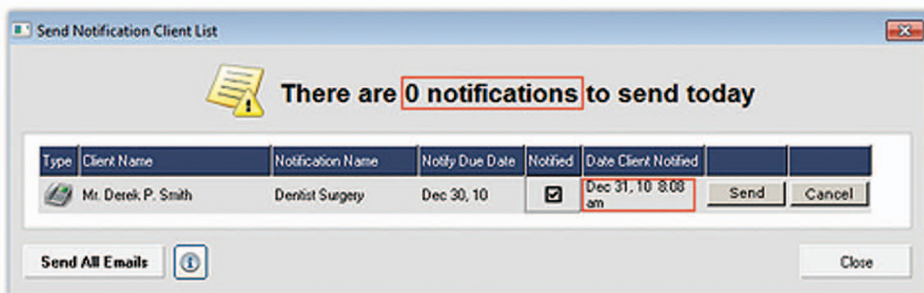 Send Notification Client List
There are 0 notifications to send today
Type Client Name Notification Name Notify Due Date Notified Date Client Notified
Mr. Derek P. Smith Dentist Surgery Dec 30, 10 Dec 31, 10 8:08 am Send Cancel
Send All Emails Close